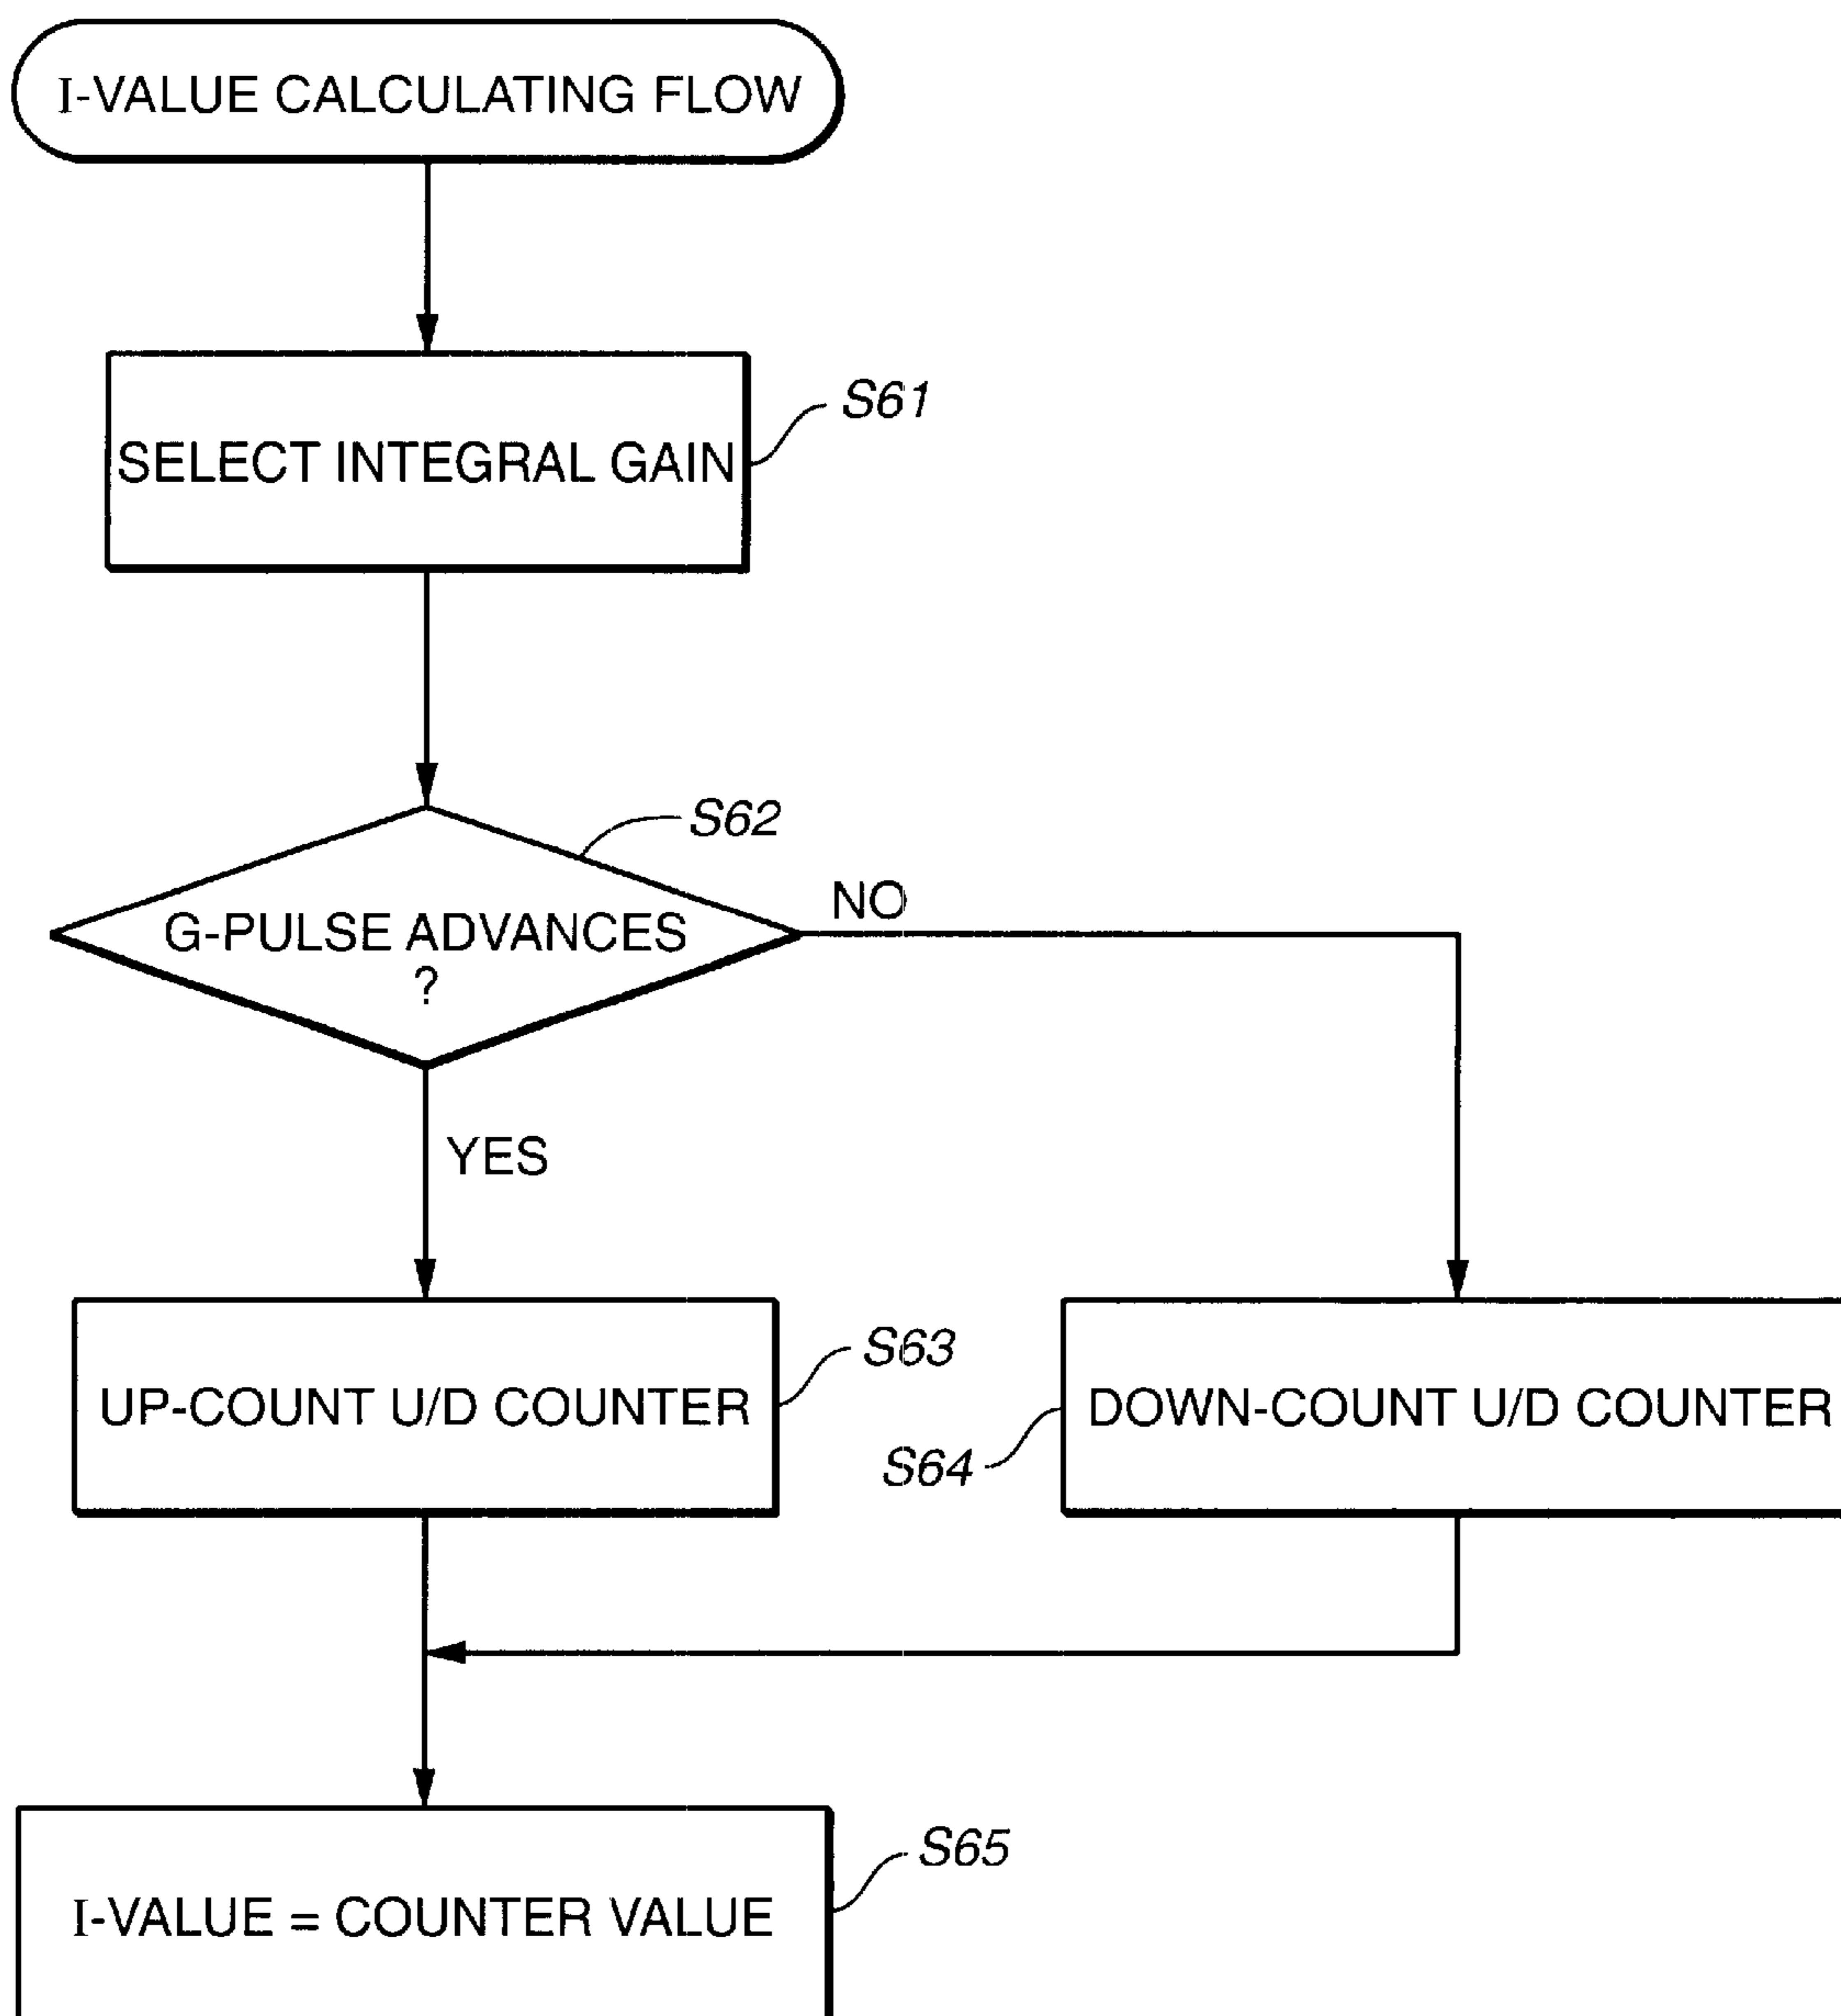 I-VALUE CALCULATING FLOW
S61
SELECT INTEGRAL GAIN
S62
NO
G-PULSE ADVANCES
?
YES
S63
UP-COUNT U/D COUNTER
DOWN-COUNT U/D COUNTER
S64
S65
I-VALUE = COUNTER VALUE